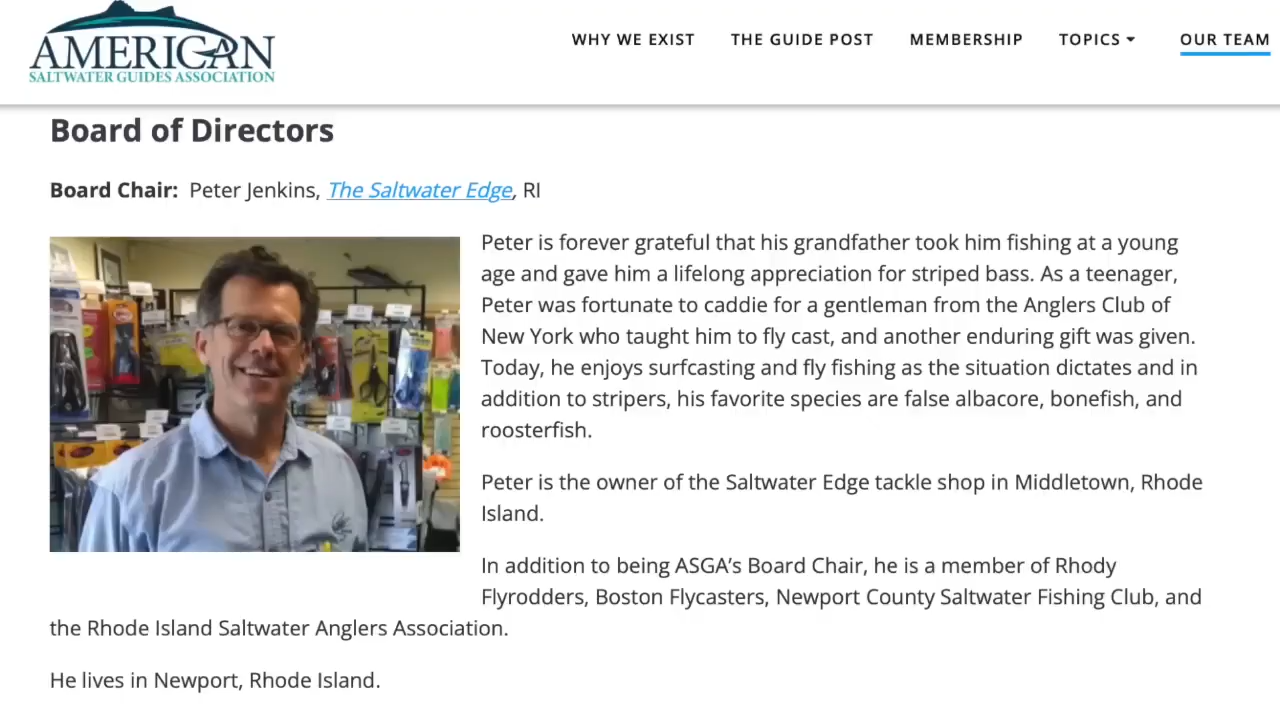 AMERICAN
SALTWATER GUIDES ASSOCIATION
WHY WE EXIST THE GUIDE POST MEMBERSHIP TOPICS OUR TEAM
Board of Directors
Board Chair: Peter Jenkins, The Saltwater Edge, RI
Peter is forever grateful that his grandfather took him fishing at a young
age and gave him a lifelong appreciation for striped bass. As a teenager,
Peter was fortunate to caddie for a gentleman from the Anglers Club of
New York who taught him to fly cast, and another enduring gift was given.
Today, he enjoys surfcasting and fly fishing as the situation dictates and in
addition to stripers, his favorite species are false albacore, bonefish, and
roosterfish.
Peter is the owner of the Saltwater Edge tackle shop in Middletown, Rhode
Island.
In addition to being ASGA’s Board Chair, he is a member of Rhody
Flyrodders, Boston Flycasters, Newport County Saltwater Fishing Club, and
the Rhode Island Saltwater Anglers Association.
He lives in Newport, Rhode Island.